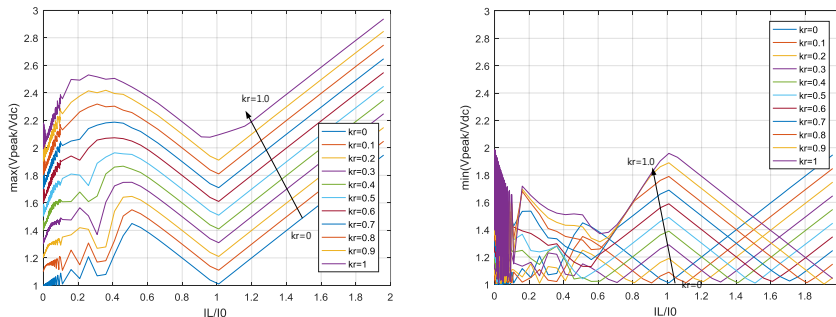 3
2.8
2.6
2.4
2.2
2
1.8
1.6
1.4
1.2
1
max(Vpeak/Vdc)
0 0.2 0.4 0.6 0.8 1 1.2 1.4 1.6 1.8 2
IL/I0
kr=1.0
kr=0
kr=0
kr=0.1
kr=0.2
kr=0.3
kr=0.4
kr=0.5
kr=0.6
kr=0.7
kr=0.8
kr=0.9
kr=1
3
2.8
2.6
2.4
2.2
2
1.8
1.6
1.4
1.2
1
min(Vpeak/Vdc)
0 0.2 0.4 0.6 0.8 1 1.2 1.4 1.6 1.8
IL/I0
kr=1.0
kr=0
kr=0
kr=0.1
kr=0.2
kr=0.3
kr=0.4
kr=0.5
kr=0.6
kr=0.7
kr=0.8
kr=0.9
kr=1